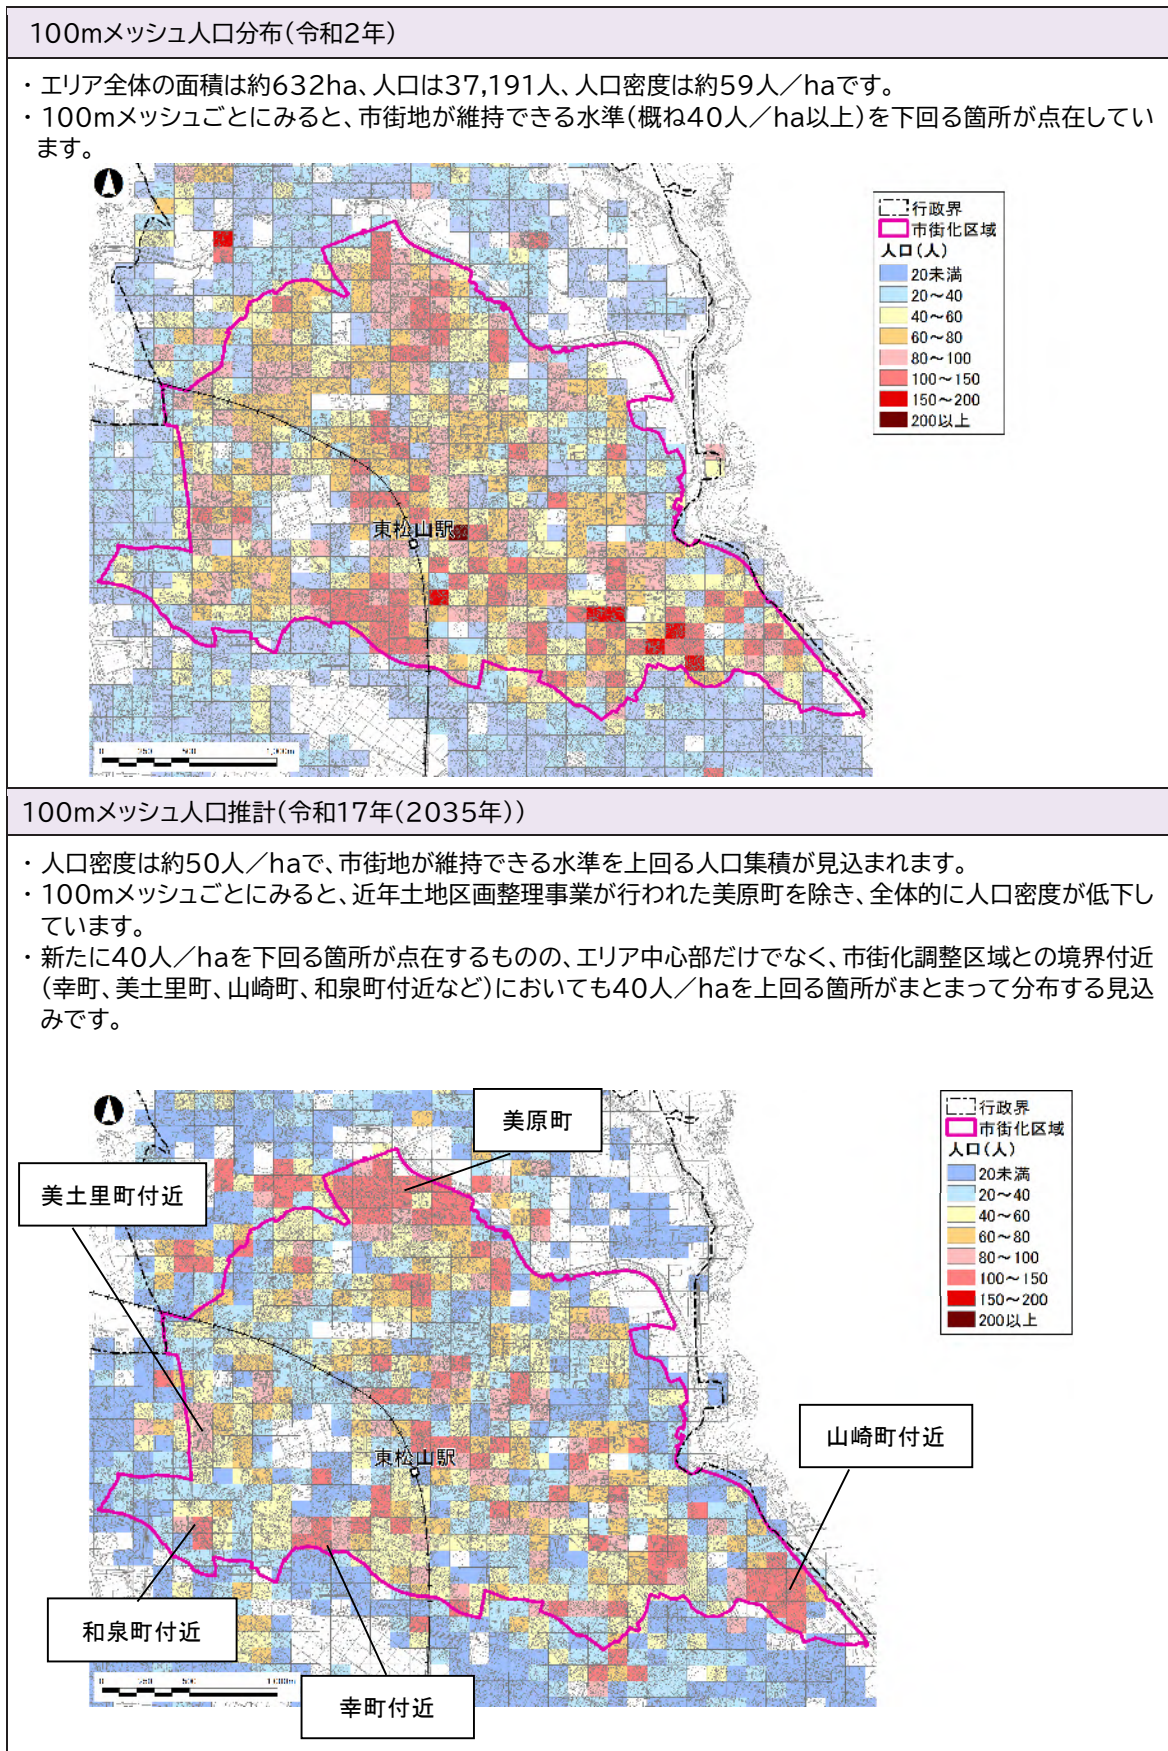 100mメッシュ人口分布(令和2年)
・エリア全体の面積は約632ha、人口は37,191人、人口密度は約59人/haです。
・100mメッシュごとにみると、市街地が維持できる水準(概ね40人/ha以上)を下回る箇所が点在してい
ます。
行政界
市街化区域
人口(人)
20未満
20~40
40~60
60~80
80~100
100~150
150~200
200以上
東松山駅
0 250 500 1,000m
100mメッシュ人口推計(令和17年(2035年))
・人口密度は約50人/haで、市街地が維持できる水準を上回る人口集積が見込まれます。
・100mメッシュごとにみると、近年土地区画整理事業が行われた美原町を除き、全体的に人口密度が低下し
ています。
・新たに40人/haを下回る箇所が点在するものの、エリア中心部だけでなく、市街化調整区域との境界付近
(幸町、美土里町、山崎町、和泉町付近など)においても40人/haを上回る箇所がまとまって分布する見込
みです。
美原町
行政界
市街化区域
人口(人)
20未満
20~40
40~60
60~80
80~100
100~150
150~200
200以上
美土里町付近
山崎町付近
東松山駅
和泉町付近
幸町付近
0 250 500 1,000m